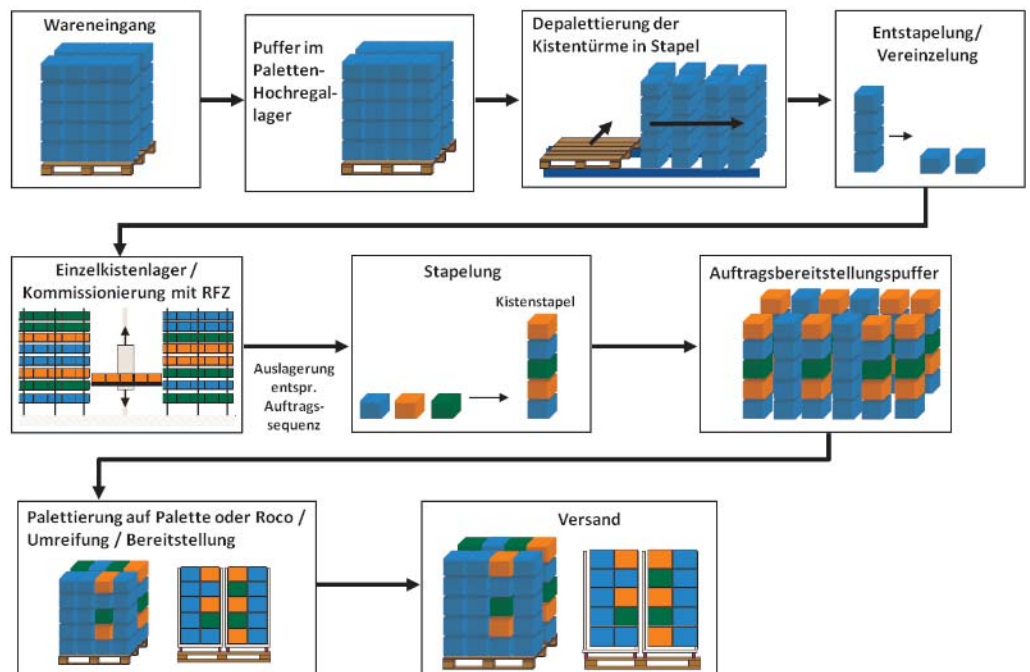 Wareneingang
Puffer im
Paletten-
Hochregal-
lager
Depalettierung der
Kistentürme in Stapel
Entstapelung/
Vereinzelung
Einzelkistenlager /
Kommissionierung mit RFZ
Auslagerung
entspr.
Auftrags-
sequenz
Stapelung
Kistenstapel
Auftragsbereitstellungspuffer
Palettierung auf Palette oder Roco /
Umreifung / Bereitstellung
Versand